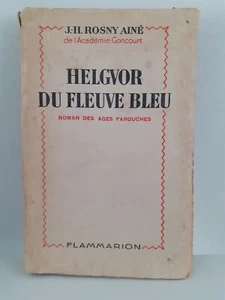 J.-H. ROSNY AINÉ
de l'Académie Goncourt
HELGVOR
DU FLEUVE BLEU
ROMAN DES AGES FAROUCHES
FLAMMARION